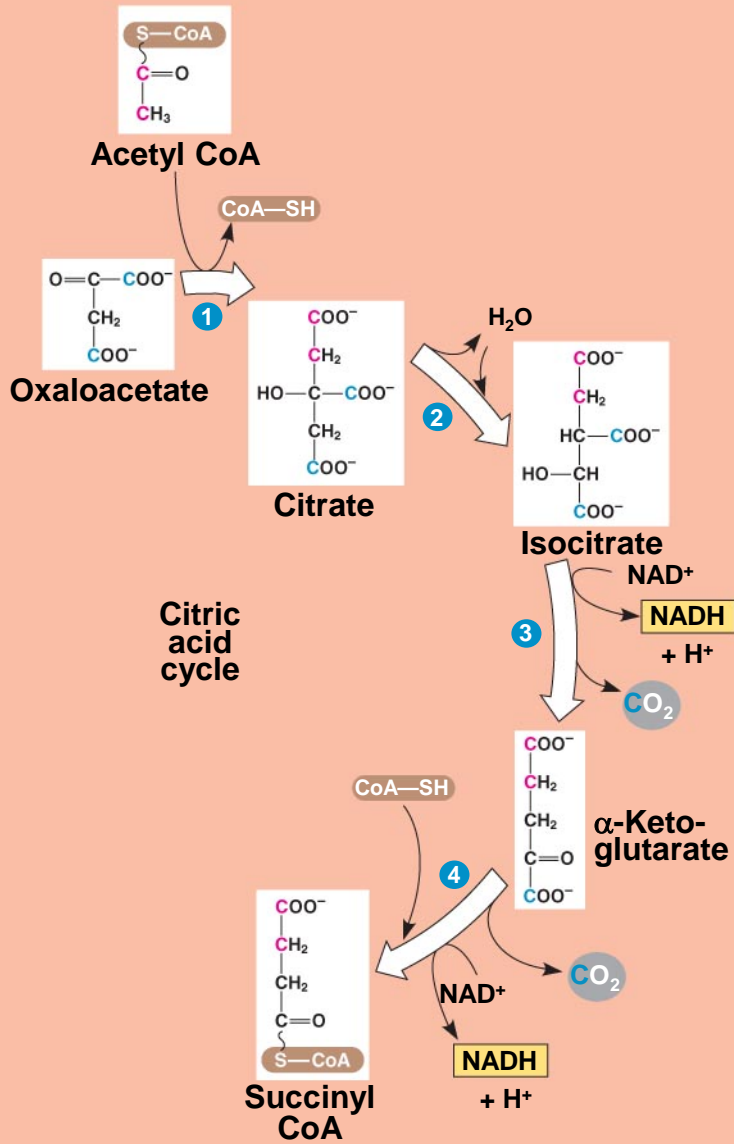 S—CoA
C=O
CH₃
Acetyl CoA
CoA—SH
O=C—COO⁻
CH₂
COO⁻
Oxaloacetate
1
COO⁻
CH₂
HO—C—COO⁻
CH₂
COO⁻
Citrate
H₂O
2
COO⁻
CH₂
HC—COO⁻
HO—CH
COO⁻
Isocitrate
Citric
acid
cycle
NAD⁺
NADH
+ H⁺
3
CO₂
COO⁻
CH₂
CH₂
C=O
COO⁻
α-Keto-
glutarate
CoA—SH
4
CO₂
NAD⁺
NADH
+ H⁺
COO⁻
CH₂
CH₂
C=O
S—CoA
Succinyl
CoA